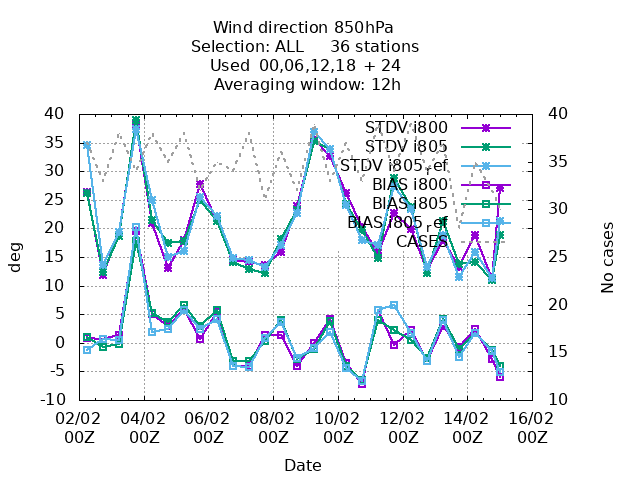 Wind direction 850hPa
Selection: ALL 36 stations
Used 00,06,12,18 + 24
Averaging window: 12h
40 40
STDV i800
35 STDV i805 35
STDV i805_ref
30 BIAS i800
25 BIAS i805 30
20 BIAS i805_ref
CASES
15 25
10
5 20
0 15
-5
-10 10
deg
No cases
02/02 04/02 06/02 08/02 10/02 12/02 14/02 16/02
00Z 00Z 00Z 00Z 00Z 00Z 00Z 00Z
Date